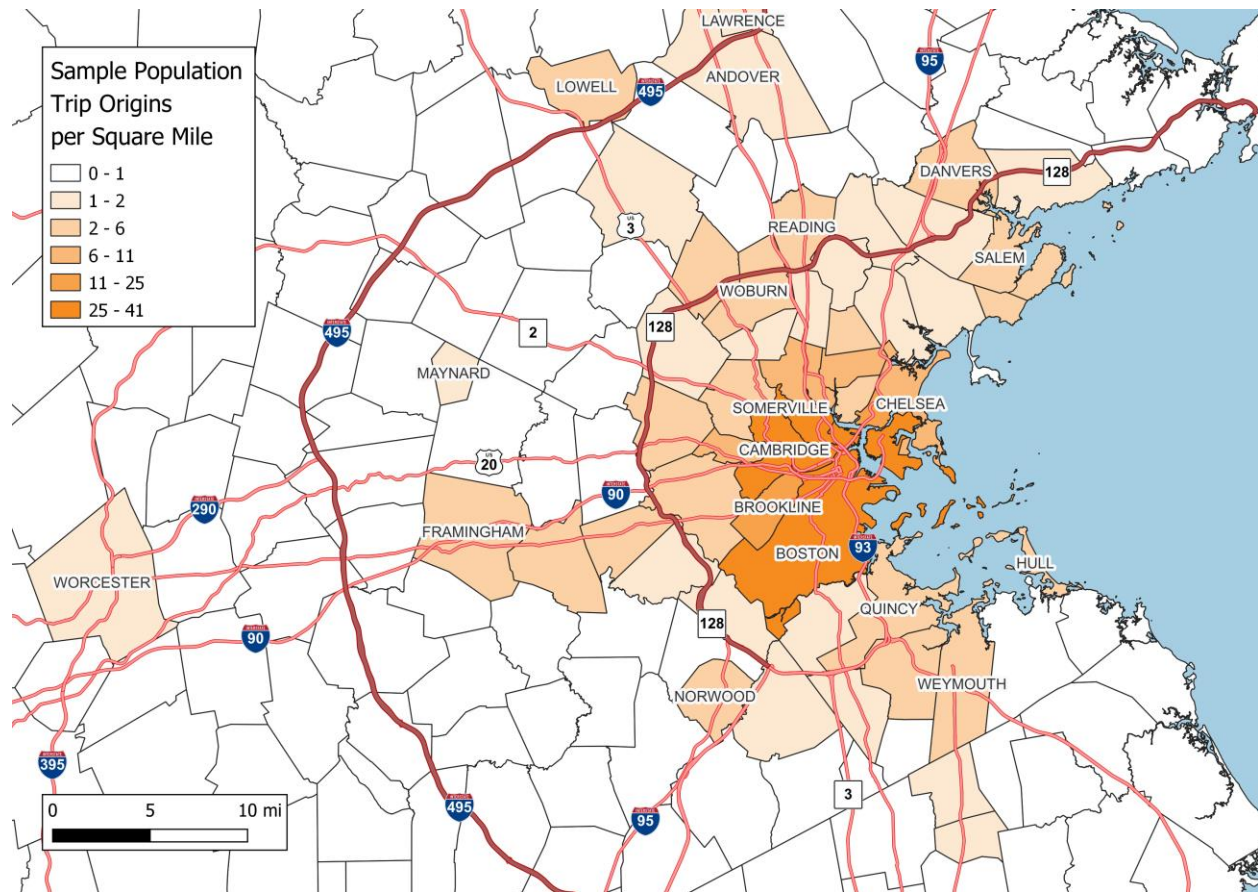 Sample Population
Trip Origins
per Square Mile
0 - 1
1 - 2
2 - 6
6 - 11
11 - 25
25 - 41
LAWRENCE
ANDOVER
LOWELL
495
95
DANVERS
128
US
3
READING
SALEM
WOBURN
495
2
128
MAYNARD
SOMERVILLE
CHELSEA
CAMBRIDGE
US
20
290
90
BROOKLINE
FRAMINGHAM
BOSTON
93
HULL
WORCESTER
QUINCY
90
128
WEYMOUTH
NORWOOD
395
495
95
3
0 5 10 mi